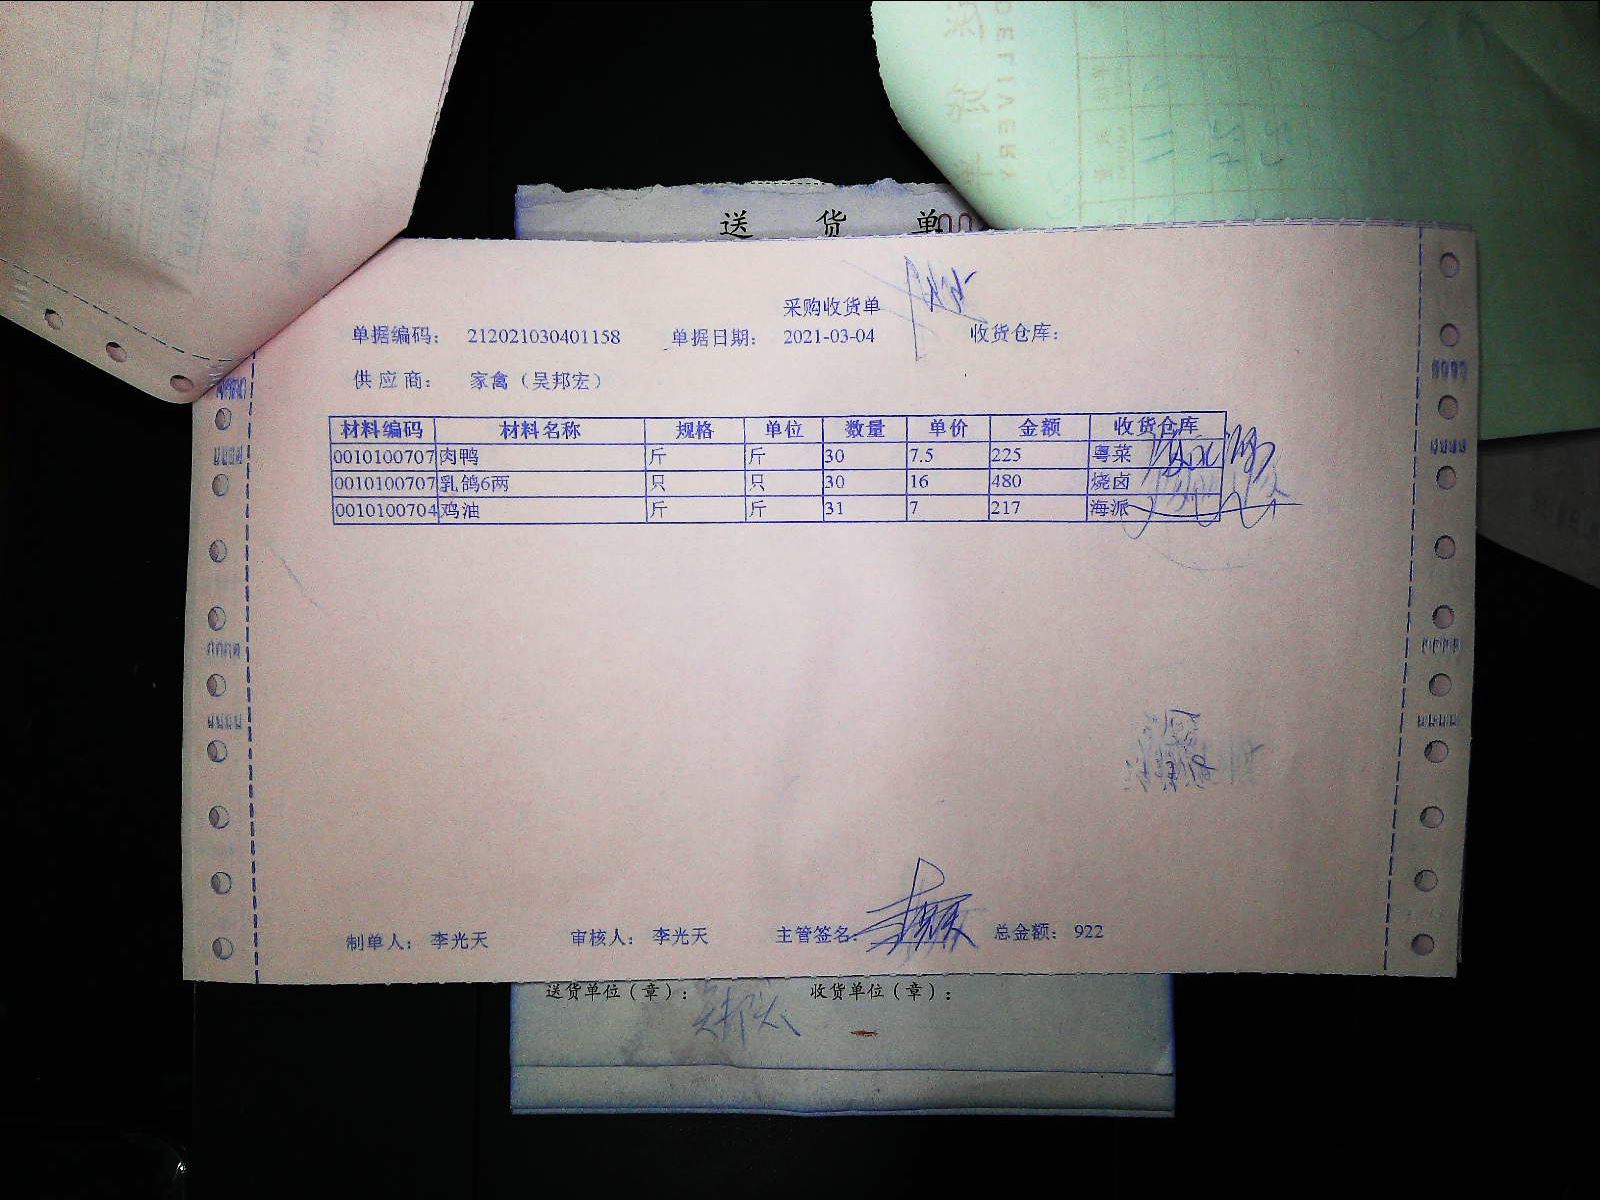 DELIVERY
送 货 单
采购收货单
单据编码： 212021030401158 单据日期： 2021-03-04 收货仓库：
供应商： 家禽（吴邦宏）
材料编码 材料名称 规格 单位 数量 单价 金额 收货仓库
0010100707 肉鸭 斤 斤 30 7.5 225 粤菜
0010100707 乳鸽6两 只 只 30 16 480 烧卤
0010100704 鸡油 斤 斤 31 7 217 海派
制单人： 李光天 审核人： 李光天 主管签名： 总金额： 922
送货单位（章）： 收货单位（章）：